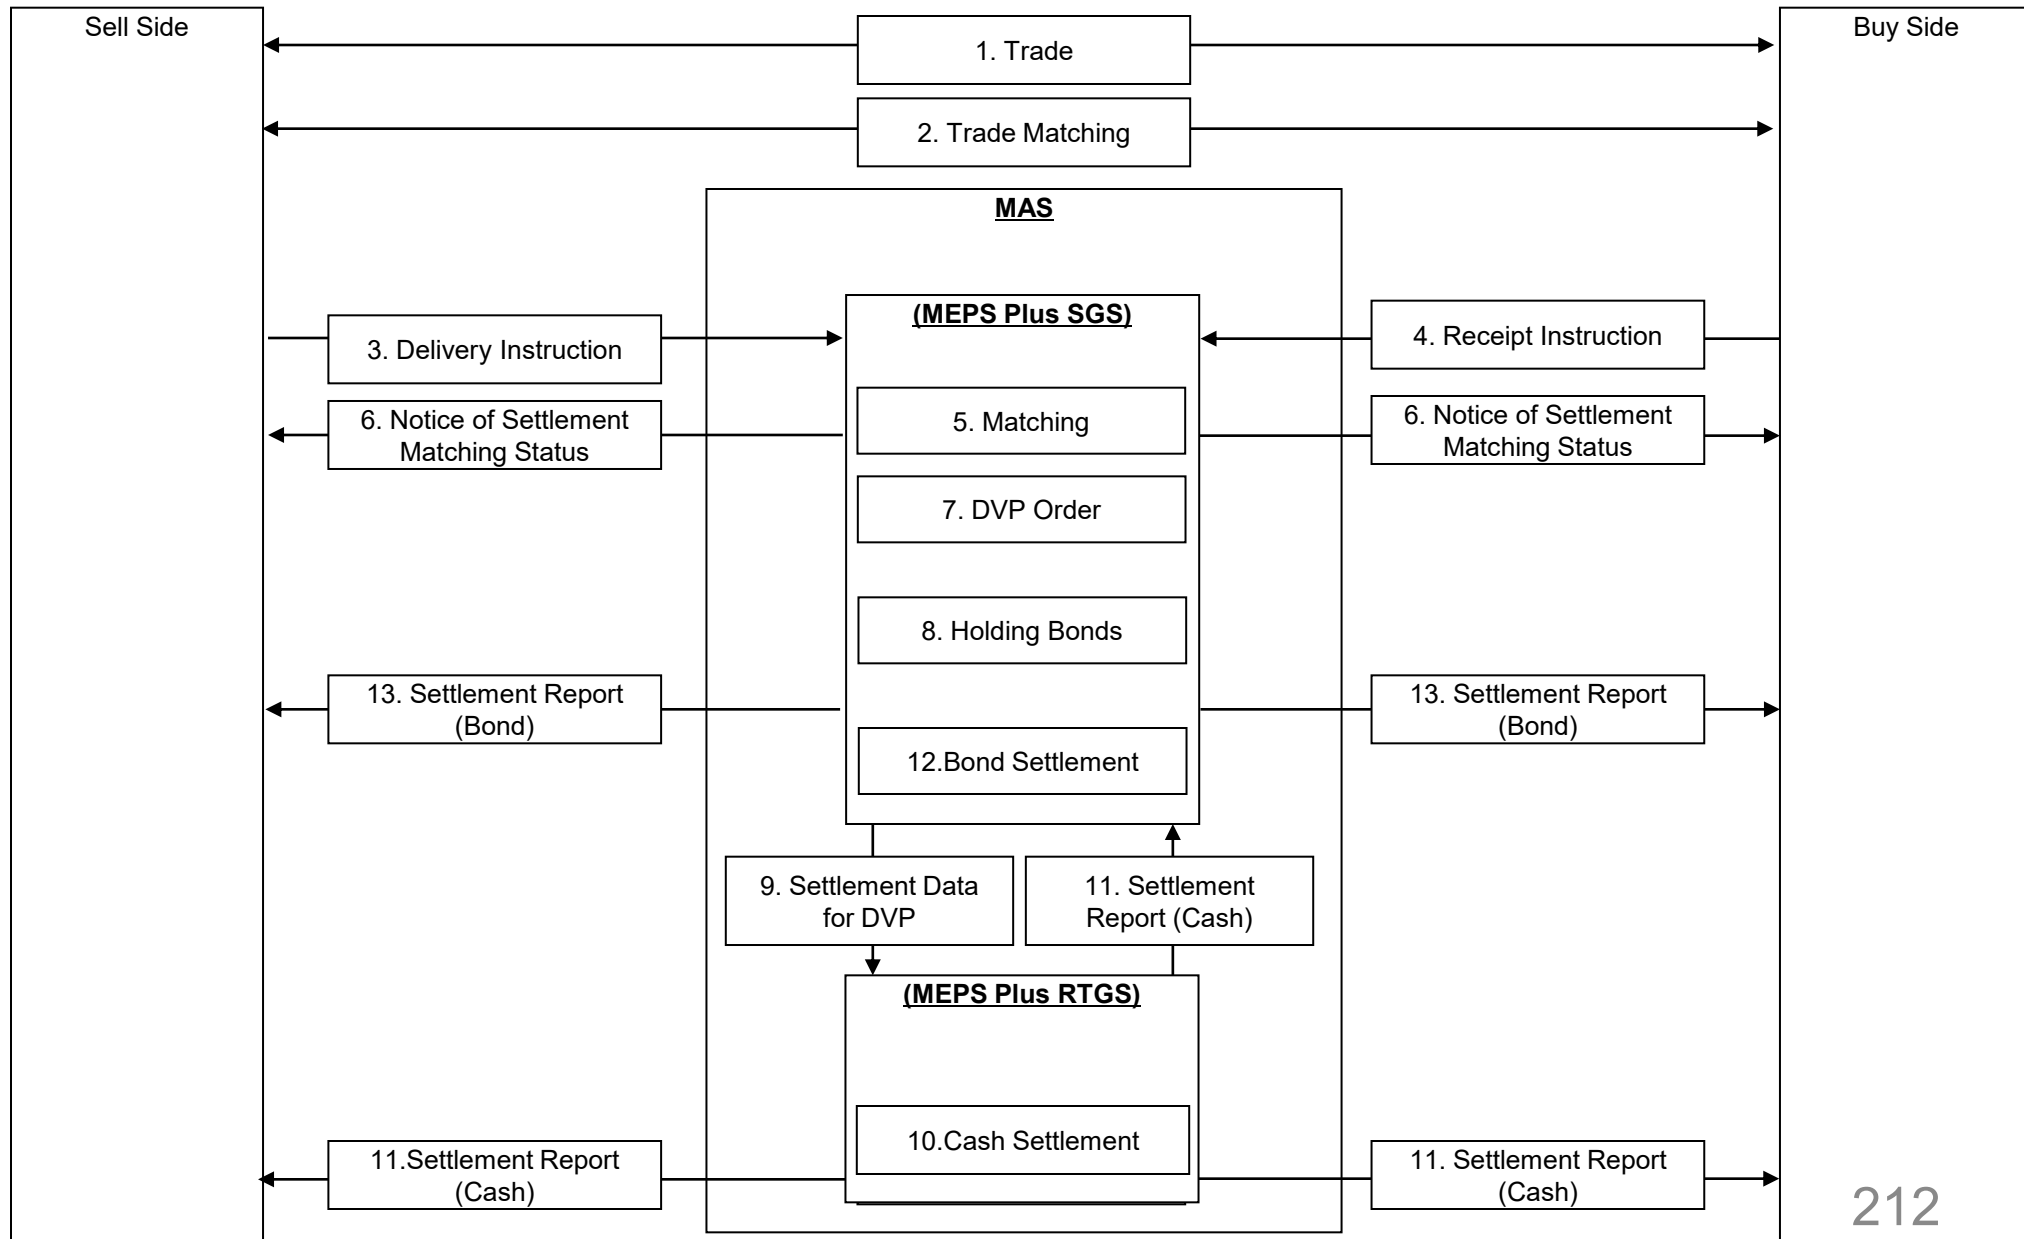 Sell Side
Buy Side
1. Trade
2. Trade Matching
MAS
(MEPS Plus SGS)
3. Delivery Instruction
4. Receipt Instruction
5. Matching
6. Notice of Settlement
Matching Status
6. Notice of Settlement
Matching Status
7. DVP Order
8. Holding Bonds
13. Settlement Report
(Bond)
13. Settlement Report
(Bond)
12.Bond Settlement
9. Settlement Data
for DVP
11. Settlement
Report (Cash)
(MEPS Plus RTGS)
10.Cash Settlement
11.Settlement Report
(Cash)
11. Settlement Report
(Cash)
212